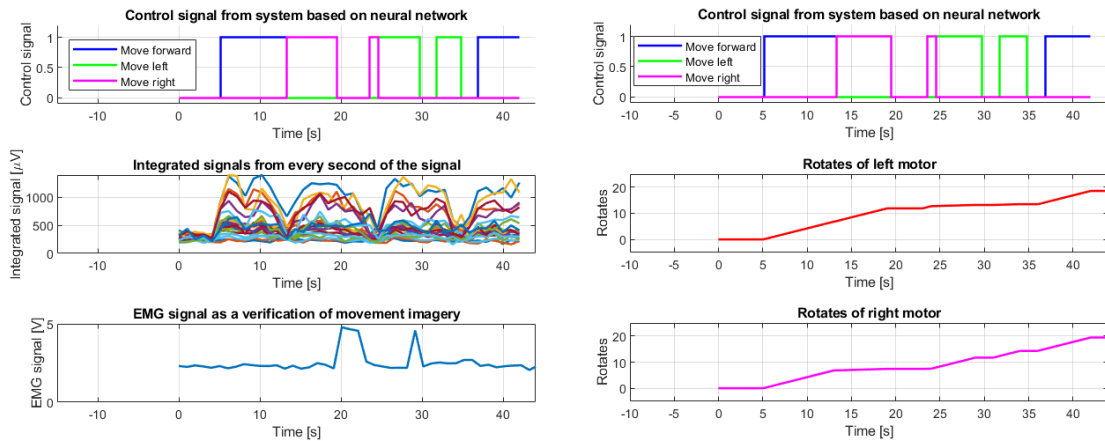 Control signal from system based on neural network
Control signal
1
0.5
0
Move forward
Move left
Move right
-10 0 10 20 30 40
Time [s]
Integrated signals from every second of the signal
Integrated signal [μV]
1000
500
0
-10 0 10 20 30 40
Time [s]
EMG signal as a verification of movement imagery
EMG signal [V]
5
0
-10 0 10 20 30 40
Time [s]
Control signal from system based on neural network
Control signal
1
0.5
0
Move forward
Move left
Move right
-10 -5 0 5 10 15 20 25 30 35 40
Time [s]
Rotates of left motor
Rotates
20
10
0
-10 -5 0 5 10 15 20 25 30 35 40
Time [s]
Rotates of right motor
Rotates
20
10
0
-10 -5 0 5 10 15 20 25 30 35 40
Time [s]